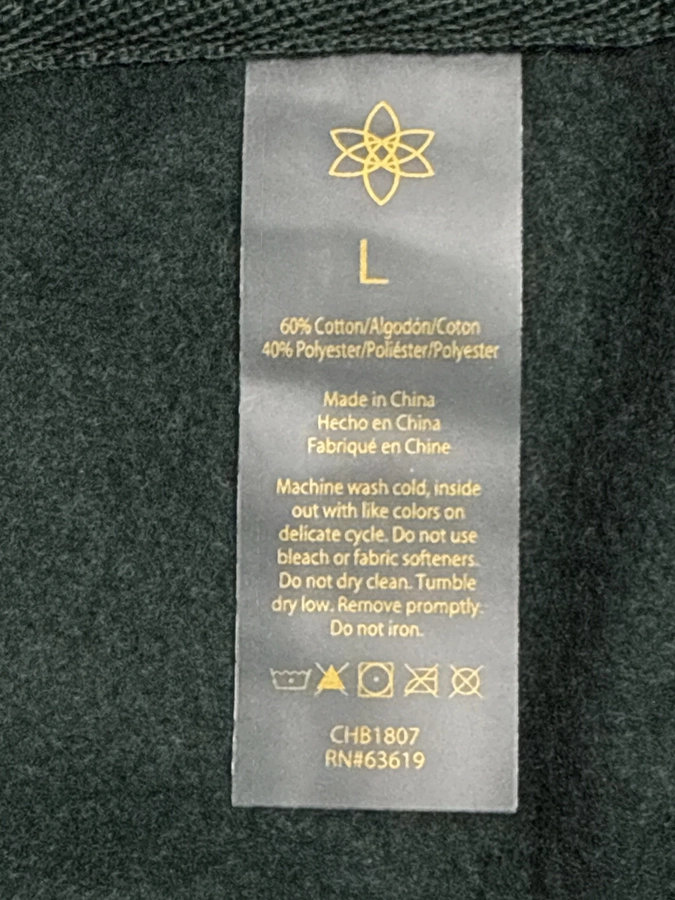 L
60% Cotton/Algodón/Coton
40% Polyester/Poliéster/Polyester
Made in China
Hecho en China
Fabriqué en Chine
Machine wash cold, inside
out with like colors on
delicate cycle. Do not use
bleach or fabric softeners.
Do not dry clean. Tumble
dry low. Remove promptly.
Do not iron.
CHB1807
RN#63619